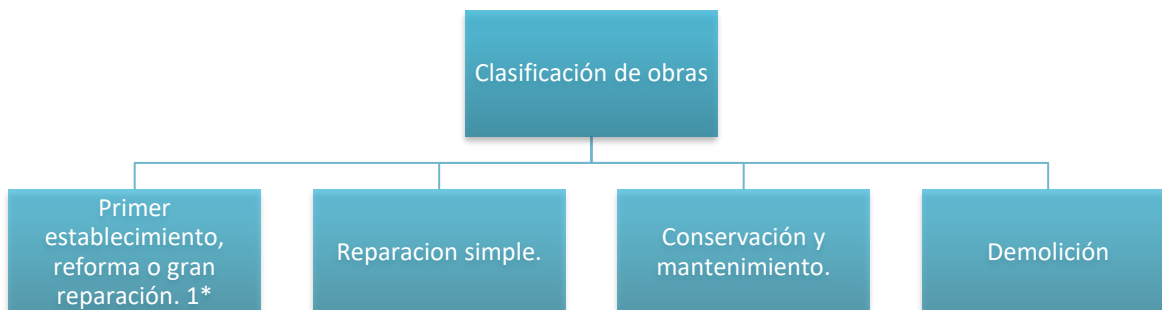 Clasificación de obras
Primer
establecimiento,
reforma o gran
reparación. 1*
Reparacion simple.
Conservación y
mantenimiento.
Demolición